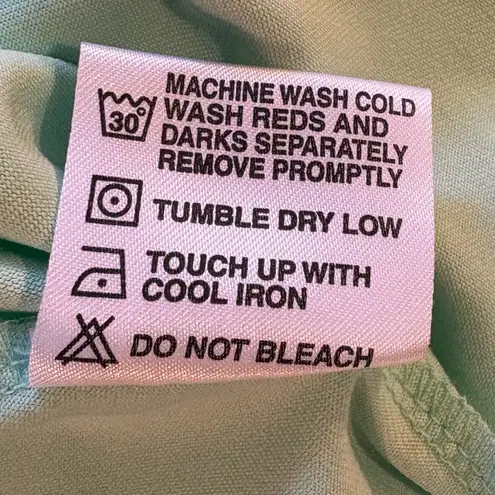 MACHINE WASH COLD
30° WASH REDS AND
DARKS SEPARATELY
REMOVE PROMPTLY
TUMBLE DRY LOW
TOUCH UP WITH
COOL IRON
DO NOT BLEACH